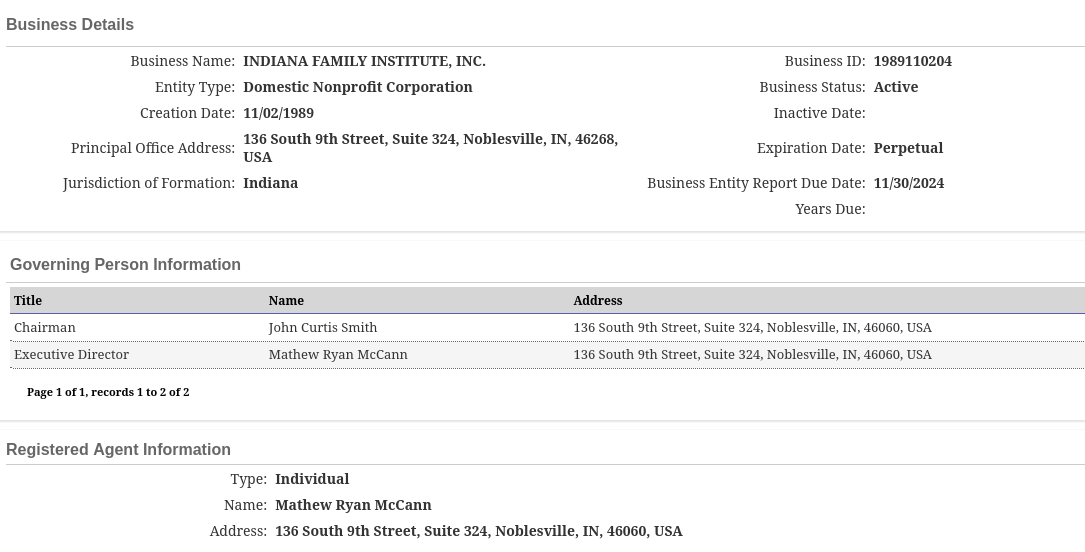 Business Details
Business Name: INDIANA FAMILY INSTITUTE, INC. Business ID: 1989110204
Entity Type: Domestic Nonprofit Corporation Business Status: Active
Creation Date: 11/02/1989 Inactive Date:
Principal Office Address: 136 South 9th Street, Suite 324, Noblesville, IN, 46268, Expiration Date: Perpetual
USA
Jurisdiction of Formation: Indiana Business Entity Report Due Date: 11/30/2024
Years Due:
Governing Person Information
Title Name Address
Chairman John Curtis Smith 136 South 9th Street, Suite 324, Noblesville, IN, 46060, USA
Executive Director Mathew Ryan McCann 136 South 9th Street, Suite 324, Noblesville, IN, 46060, USA
Page 1 of 1, records 1 to 2 of 2
Registered Agent Information
Type: Individual
Name: Mathew Ryan McCann
Address: 136 South 9th Street, Suite 324, Noblesville, IN, 46060, USA